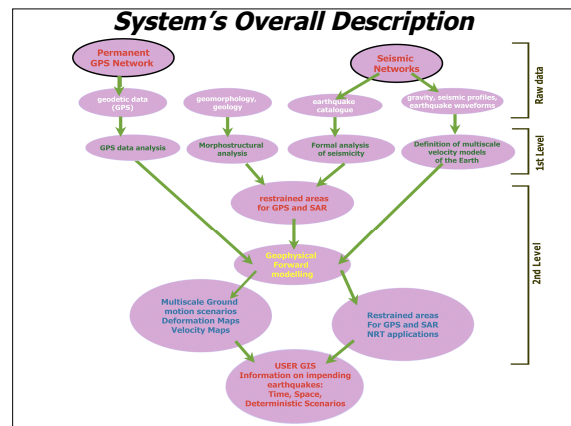 System's Overall Description
Permanent
GPS Network
Seismic
Networks
Raw data
geodetic data
(GPS)
geomorphology,
geology
earthquake
catalogue
gravity, seismic profiles,
earthquake waveforms
GPS data analysis
Morphostructural
analysis
Formal analysis
of seismicity
Definition of multiscale
velocity models
of the Earth
1st Level
restrained areas
for GPS and SAR
2nd Level
Geophysical
Forward
modelling
Multiscale Ground
motion scenarios
Deformation Maps
Velocity Maps
Restrained areas
For GPS and SAR
NRT applications
USER GIS
Information on impending
earthquakes:
Time, Space,
Deterministic Scenarios